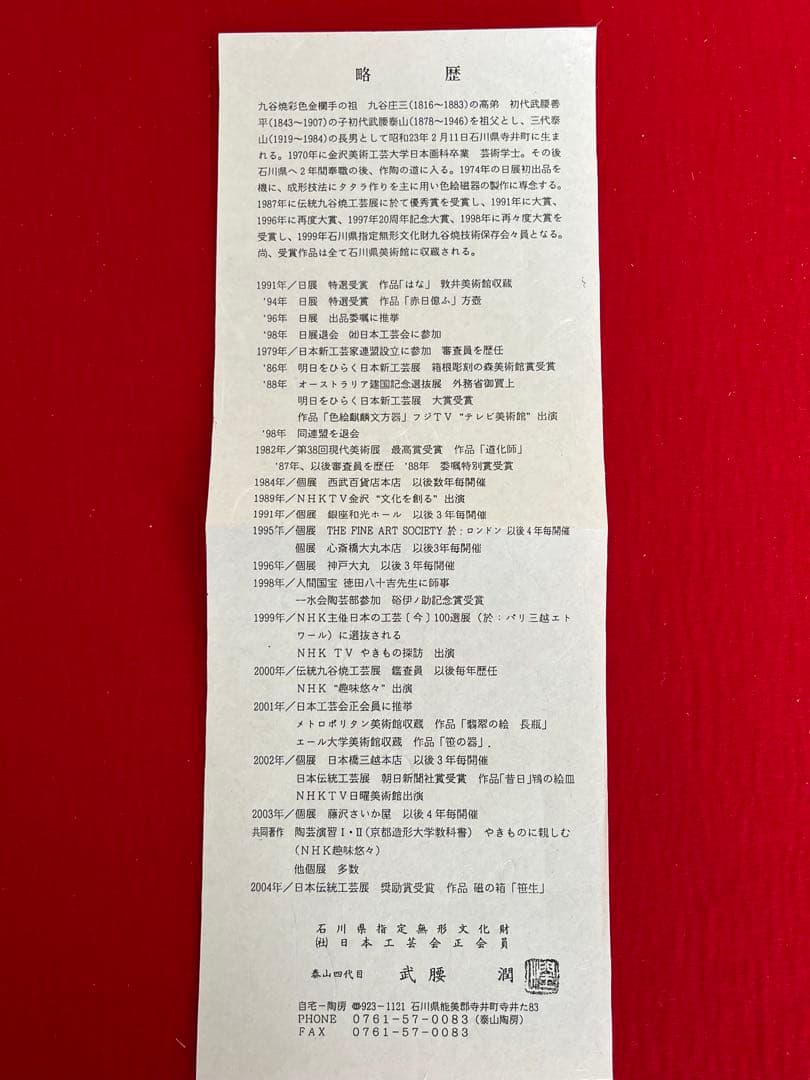 略　歴
九谷焼彩色金欄手の祖　九谷庄三(1816～1883)の高弟　初代武腰善
平(1843～1907)の子初代武腰泰山(1878～1946)を祖父とし、三代泰
山(1919～1984)の長男として昭和23年2月11日石川県寺井町に生ま
れる。1970年に金沢美術工芸大学日本画科卒業　芸術学士。その後
石川県へ2年間奉職の後、作陶の道に入る。1974年の日展初出品を
機に、成形技法にタタラ作りを主に用い色絵磁器の製作に専念する。
1987年に伝統九谷焼工芸展に於て優秀賞を受賞し、1991年に大賞、
1996年に再度大賞、1997年20周年記念大賞、1998年に再々度大賞を
受賞し、1999年石川県指定無形文化財九谷焼技術保存会々員となる。
尚、受賞作品は全て石川県美術館に収蔵される。
1991年／日展　特選受賞　作品「はな」　敦井美術館収蔵
'94年　日展　特選受賞　作品「赤日億ふ」方壺
'96年　日展　出品委嘱に推挙
'98年　日展退会　㈳日本工芸会に参加
1979年／日本新工芸家連盟設立に参加　審査員を歴任
'86年　明日をひらく日本新工芸展　箱根彫刻の森美術館賞受賞
'88年　オーストラリア建国記念選抜展　外務省御買上
明日をひらく日本新工芸展　大賞受賞
作品「色絵麒麟文方器」フジTV “テレビ美術館” 出演
'98年　同連盟を退会
1982年／第38回現代美術展　最高賞受賞　作品「道化師」
'87年、以後審査員を歴任　'88年　委嘱特別賞受賞
1984年／個展　西武百貨店本店　以後数年毎開催
1989年／NHKTV金沢 “文化を創る” 出演
1991年／個展　銀座和光ホール　以後3年毎開催
1995年／個展　THE FINE ART SOCIETY 於：ロンドン 以後4年毎開催
個展　心斎橋大丸本店　以後3年毎開催
1996年／個展　神戸大丸　以後3年毎開催
1998年／人間国宝 徳田八十吉先生に師事
一水会陶芸部参加　硲伊ノ助記念賞受賞
1999年／NHK主催日本の工芸〔今〕100選展（於：パリ三越エト
ワール）に選抜される
NHK TV やきもの探訪　出演
2000年／伝統九谷焼工芸展　鑑査員　以後毎年歴任
NHK “趣味悠々” 出演
2001年／日本工芸会正会員に推挙
メトロポリタン美術館収蔵　作品「翡翠の絵　長瓶」
エール大学美術館収蔵　作品「笹の器」.
2002年／個展　日本橋三越本店　以後3年毎開催
日本伝統工芸展　朝日新聞社賞受賞　作品「昔日」鴇の絵皿
NHKTV日曜美術館出演
2003年／個展　藤沢さいか屋　以後4年毎開催
共同著作　陶芸演習Ⅰ・Ⅱ(京都造形大学教科書)　やきものに親しむ
（NHK趣味悠々）
他個展　多数
2004年／日本伝統工芸展　奨励賞受賞　作品 磁の箱「笹生」
石川県指定無形文化財
㈳日本工芸会正会員
泰山四代目　武腰　潤
自宅－陶房 〠923－1121 石川県能美郡寺井町寺井た83
PHONE　0761－57－0083（泰山陶房）
FAX　0761－57－0083